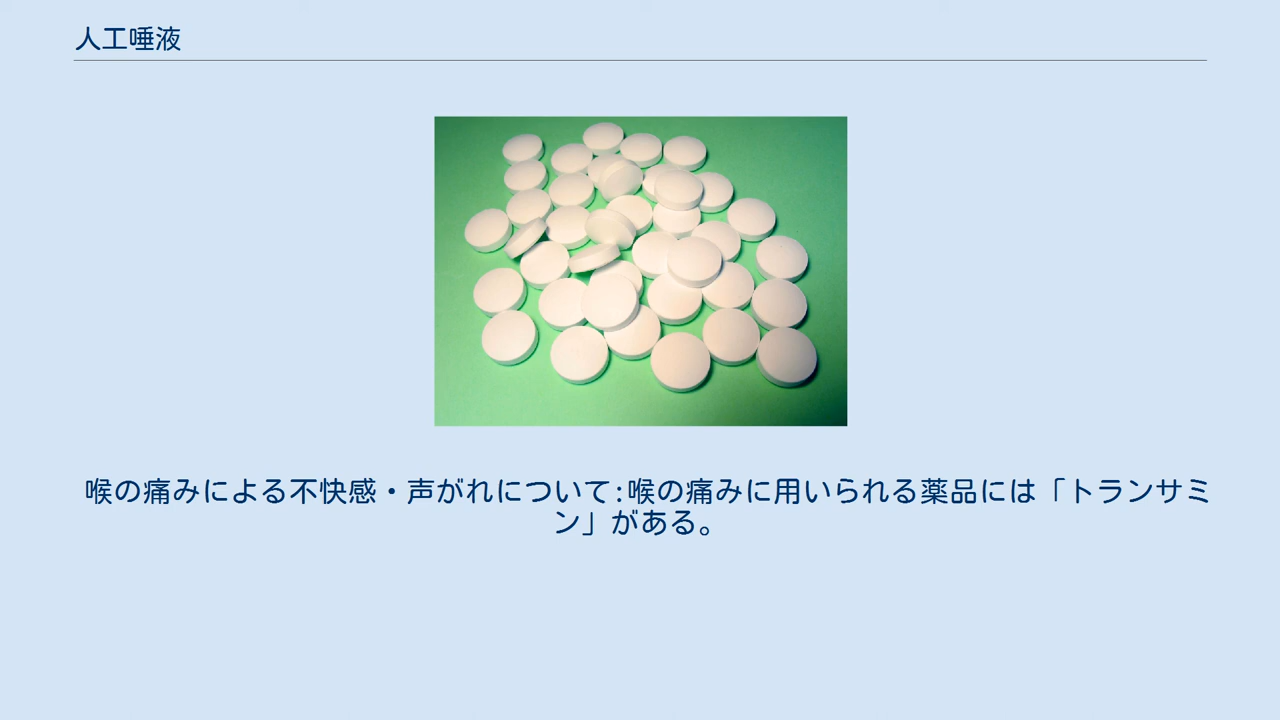 人工唾液
喉の痛みによる不快感・声がれについて:喉の痛みに用いられる薬品には「トランサミ
ン」がある。